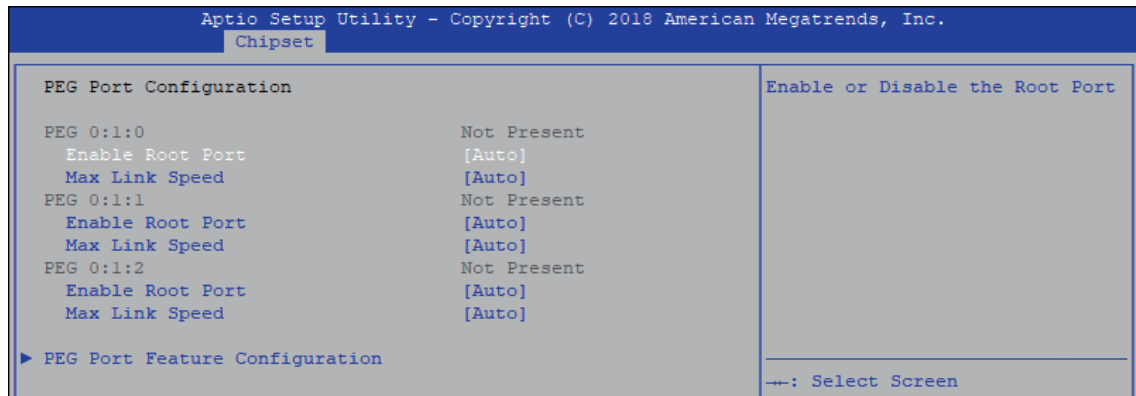 Aptio Setup Utility - Copyright (C) 2018 American Megatrends, Inc.
Chipset
PEG Port Configuration
PEG 0:1:0 Not Present
Enable Root Port [Auto]
Max Link Speed [Auto]
PEG 0:1:1 Not Present
Enable Root Port [Auto]
Max Link Speed [Auto]
PEG 0:1:2 Not Present
Enable Root Port [Auto]
Max Link Speed [Auto]
► PEG Port Feature Configuration
Enable or Disable the Root Port
→←: Select Screen